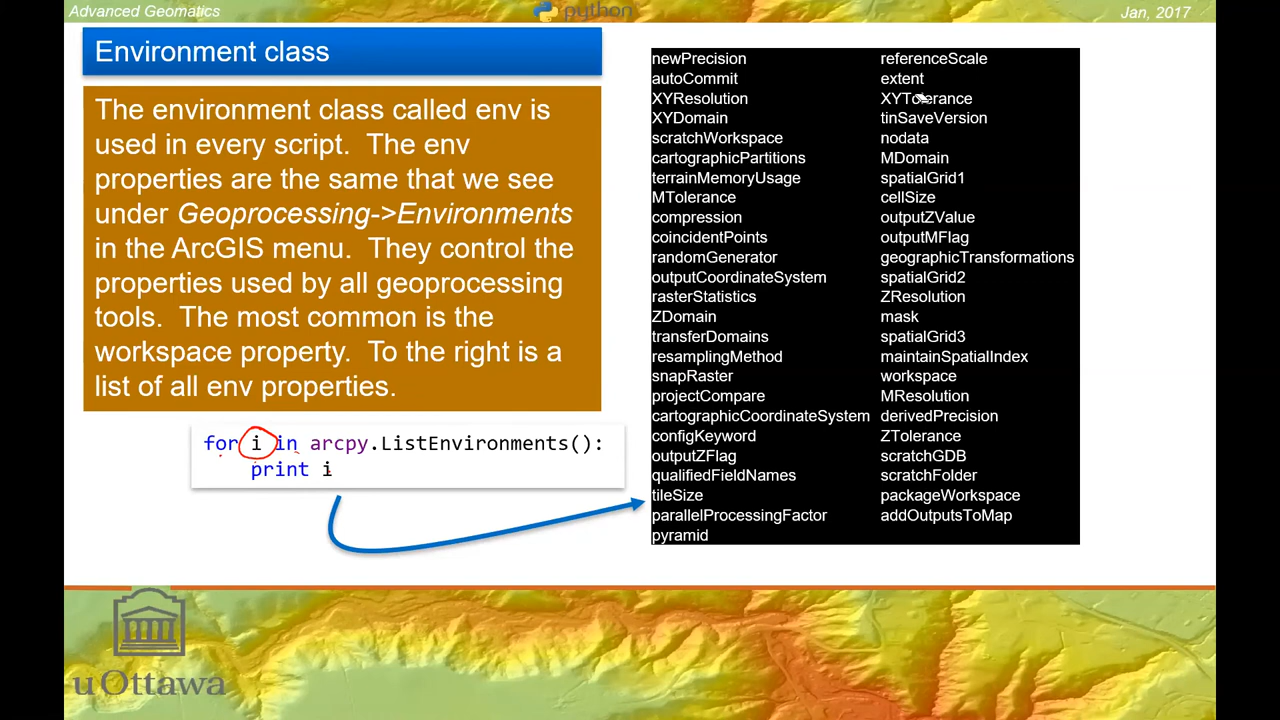 Advanced Geomatics
python
Jan, 2017
Environment class
The environment class called env is
used in every script. The env
properties are the same that we see
under Geoprocessing->Environments
in the ArcGIS menu. They control the
properties used by all geoprocessing
tools. The most common is the
workspace property. To the right is a
list of all env properties.
for i in arcpy.ListEnvironments():
print i
newPrecision
autoCommit
XYResolution
XYDomain
scratchWorkspace
cartographicPartitions
terrainMemoryUsage
MTolerance
compression
coincidentPoints
randomGenerator
outputCoordinateSystem
rasterStatistics
ZDomain
transferDomains
resamplingMethod
snapRaster
projectCompare
cartographicCoordinateSystem
configKeyword
outputZFlag
qualifiedFieldNames
tileSize
parallelProcessingFactor
pyramid
referenceScale
extent
XYTolerance
tinSaveVersion
nodata
MDomain
spatialGrid1
cellSize
outputZValue
outputMFlag
geographicTransformations
spatialGrid2
ZResolution
mask
spatialGrid3
maintainSpatialIndex
workspace
MResolution
derivedPrecision
ZTolerance
scratchGDB
scratchFolder
packageWorkspace
addOutputsToMap
uOttawa